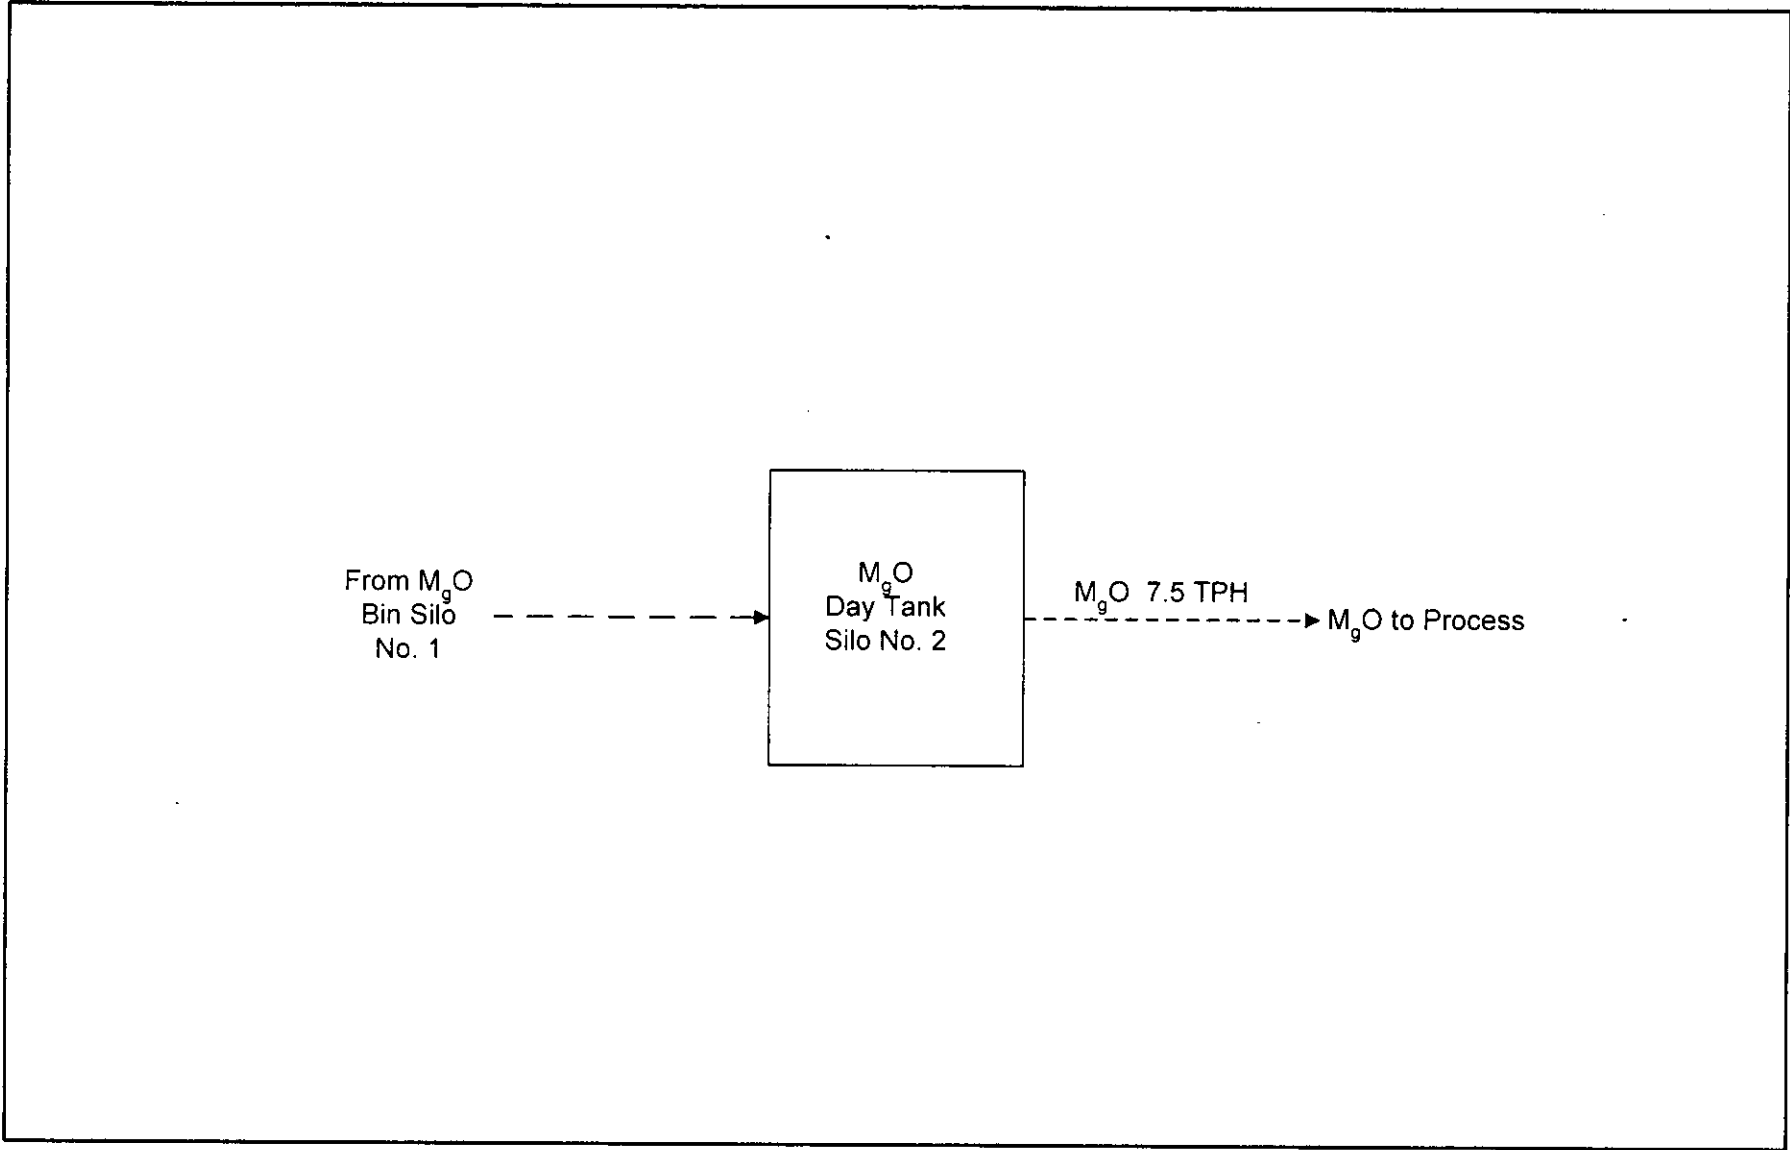 From MgO
Bin Silo
No. 1
MgO
Day Tank
Silo No. 2
MgO 7.5 TPH
MgO to Process